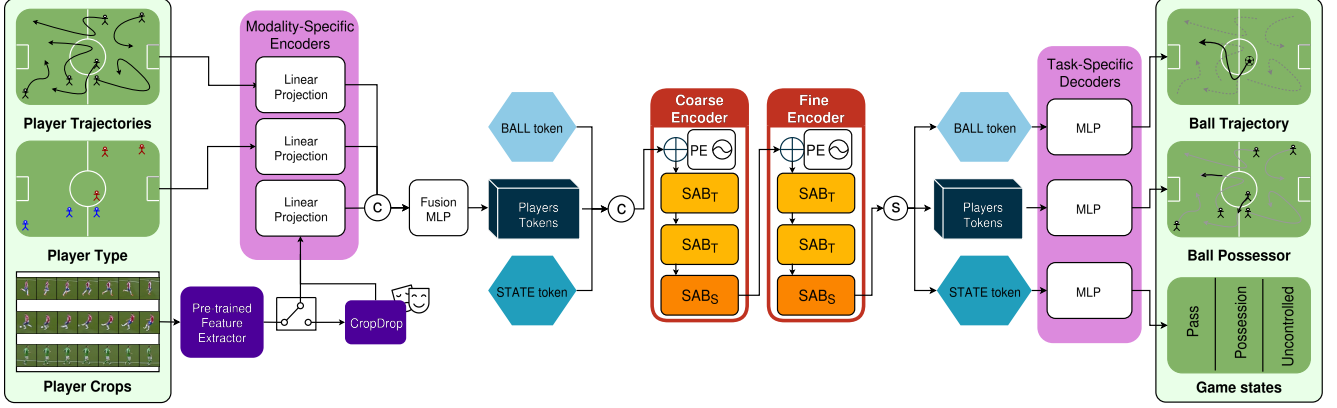 Player Trajectories
Player Type
Player Crops
Pre-trained
Feature
Extractor
CropDrop
Modality-Specific
Encoders
Linear
Projection
Linear
Projection
Linear
Projection
C
Fusion
MLP
BALL token
Players
Tokens
STATE token
C
Coarse
Encoder
PE
SABT
SABT
SABS
Fine
Encoder
PE
SABT
SABT
SABS
S
BALL token
Players
Tokens
STATE token
Task-Specific
Decoders
MLP
MLP
MLP
Ball Trajectory
Ball Possessor
Pass
Possession
Uncontrolled
Game states